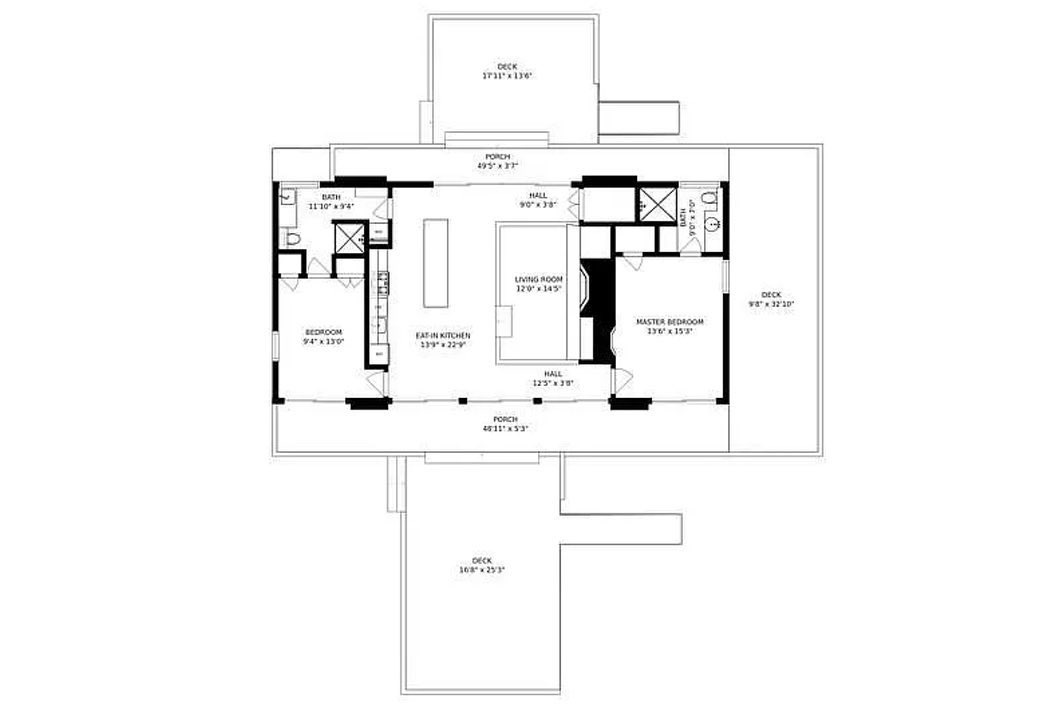 DECK
17'11" x 13'6"
PORCH
49'5" x 3'7"
BATH
11'10" x 9'4"
HALL
9'0" x 3'8"
BATH
9'0" x 7'0"
LIVING ROOM
12'0" x 14'5"
DECK
9'8" x 32'10"
BEDROOM
9'4" x 13'0"
EAT-IN KITCHEN
13'9" x 22'9"
MASTER BEDROOM
13'6" x 15'3"
HALL
12'5" x 3'8"
PORCH
48'11" x 5'3"
DECK
16'8" x 25'3"